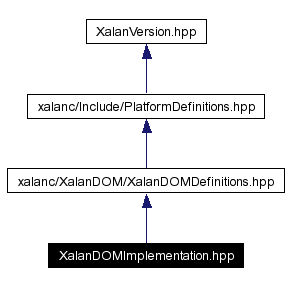 XalanVersion.hpp
xalanc/Include/PlatformDefinitions.hpp
xalanc/XalanDOM/XalanDOMDefinitions.hpp
XalanDOMImplementation.hpp